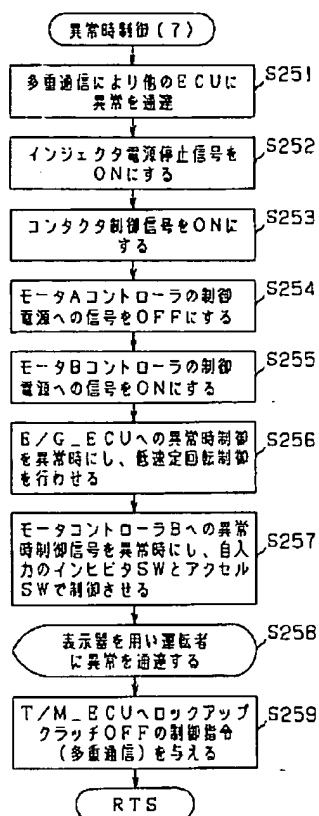 異常時制御(7)
S251
多重通信により他のECUに
異常を通達
S252
インジェクタ電源停止信号を
ONにする
S253
コンタクタ制御信号をONに
する
S254
モータAコントローラの制御
電源への信号をOFFにする
S255
モータBコントローラの制御
電源への信号をONにする
S256
E/G_ECUへの異常時制御
を異常時にし、低速定回転制御
を行わせる
S257
モータコントローラBへの異常
時制御信号を異常時にし、自入
力のインヒビタSWとアクセル
SWで制御させる
S258
表示器を用い運転者
に異常を通達する
S259
T/M_ECUへロックアップ
クラッチOFFの制御指令
(多重通信)を与える
RTS